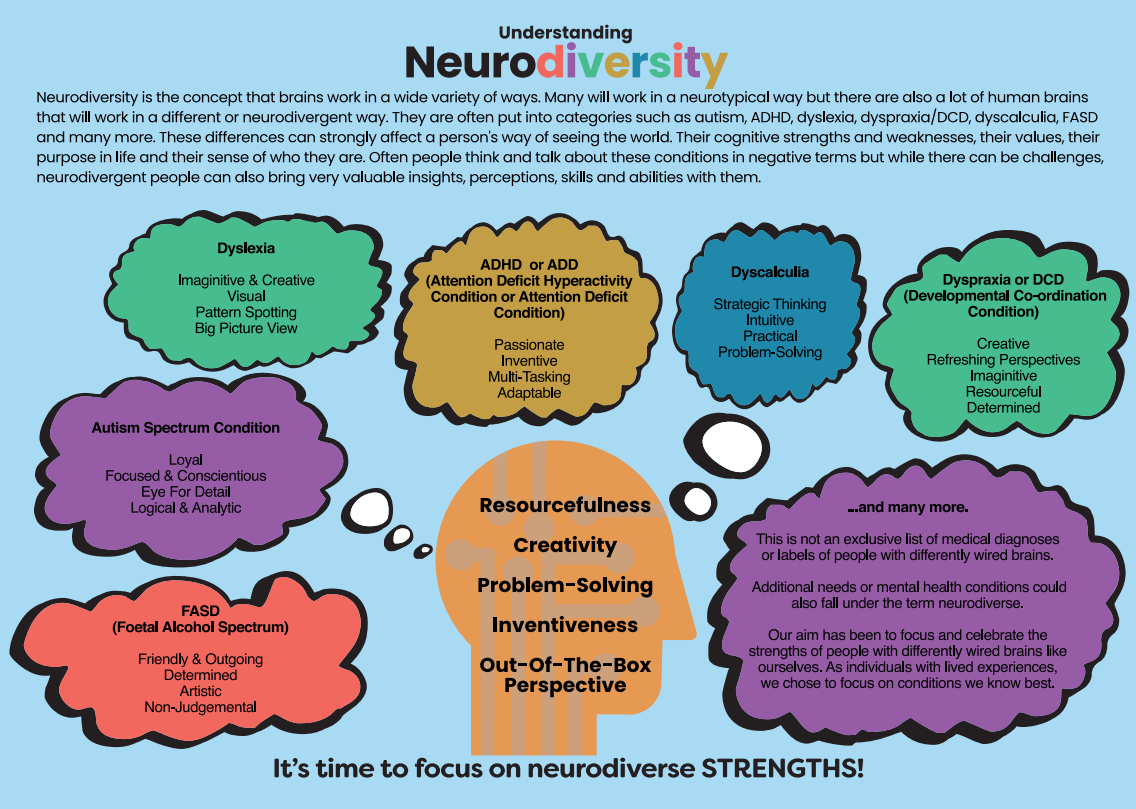 Understanding
Neurodiversity
Neurodiversity is the concept that brains work in a wide variety of ways. Many will work in a neurotypical way but there are also a lot of human brains
that will work in a different or neurodivergent way. They are often put into categories such as autism, ADHD, dyslexia, dyspraxia/DCD, dyscalculia, FASD
and many more. These differences can strongly affect a person's way of seeing the world. Their cognitive strengths and weaknesses, their values, their
purpose in life and their sense of who they are. Often people think and talk about these conditions in negative terms but while there can be challenges,
neurodivergent people can also bring very valuable insights, perceptions, skills and abilities with them.
Dyslexia
Imaginitive & Creative
Visual
Pattern Spotting
Big Picture View
ADHD or ADD
(Attention Deficit Hyperactivity
Condition or Attention Deficit
Condition)
Passionate
Inventive
Multi-Tasking
Adaptable
Dyscalculia
Strategic Thinking
Intuitive
Practical
Problem-Solving
Dyspraxia or DCD
(Developmental Co-ordination
Condition)
Creative
Refreshing Perspectives
Imaginitive
Resourceful
Determined
Autism Spectrum Condition
Loyal
Focused & Conscientious
Eye For Detail
Logical & Analytic
Resourcefulness
Creativity
Problem-Solving
Inventiveness
Out-Of-The-Box
Perspective
...and many more.
This is not an exclusive list of medical diagnoses
or labels of people with differently wired brains.
Additional needs or mental health conditions could
also fall under the term neurodiverse.
Our aim has been to focus and celebrate the
strengths of people with differently wired brains like
ourselves. As individuals with lived experiences,
we chose to focus on conditions we know best.
FASD
(Foetal Alcohol Spectrum)
Friendly & Outgoing
Determined
Artistic
Non-Judgemental
It's time to focus on neurodiverse STRENGTHS!